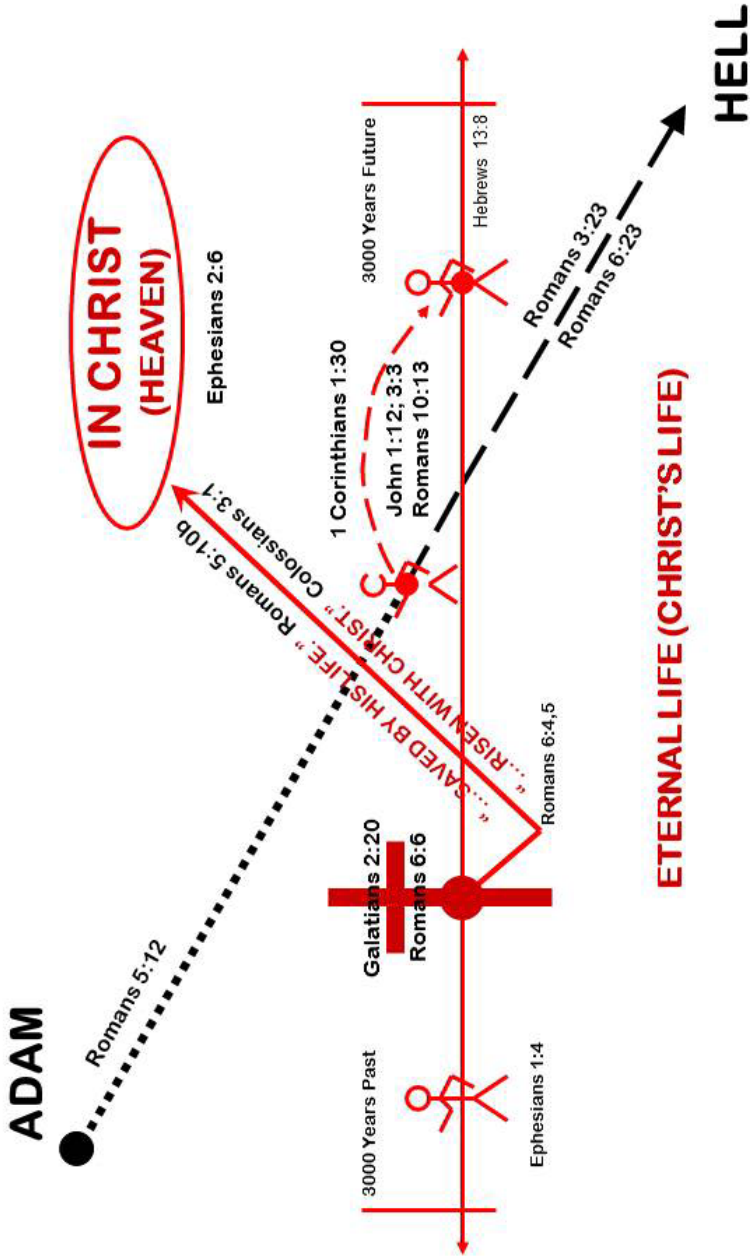 ADAM
Romans 5:12
IN CHRIST
(HEAVEN)
Ephesians 2:6
“…SAVED BY HIS LIFE.” Romans 5:10b
“…RISEN WITH CHRIST.” Colossians 3:1
3000 Years Past
Galatians 2:20
Romans 6:6
1 Corinthians 1:30
John 1:12; 3:3
Romans 10:13
3000 Years Future
Hebrews 13:8
Ephesians 1:4
Romans 6:4,5
Romans 3:23
Romans 6:23
HELL
ETERNAL LIFE (CHRIST’S LIFE)